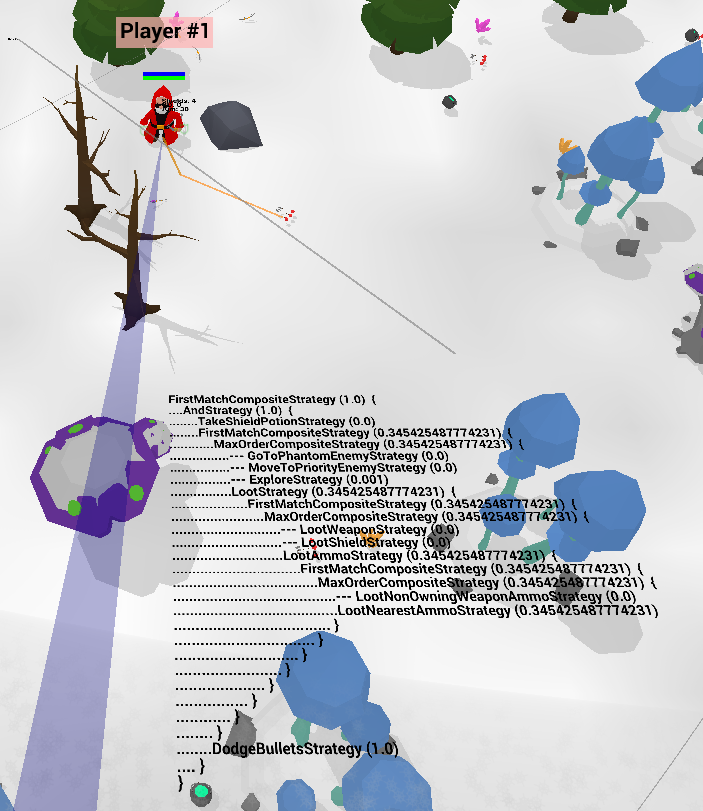 Player #1
FirstMatchCompositeStrategy (1.0) {
....AndStrategy (1.0) {
........TakeShieldPotionStrategy (0.0)
........FirstMatchCompositeStrategy (0.345425487774231) {
............MaxOrderCompositeStrategy (0.345425487774231) {
................--- GoToPhantomEnemyStrategy (0.0)
................--- MoveToPriorityEnemyStrategy (0.0)
................--- ExploreStrategy (0.001)
................LootStrategy (0.345425487774231) {
....................FirstMatchCompositeStrategy (0.345425487774231) {
........................MaxOrderCompositeStrategy (0.345425487774231) {
............................--- LootWeaponStrategy (0.0)
............................--- LootShieldStrategy (0.0)
............................LootAmmoStrategy (0.345425487774231) {
................................FirstMatchCompositeStrategy (0.345425487774231) {
....................................MaxOrderCompositeStrategy (0.345425487774231) {
........................................--- LootNonOwningWeaponAmmoStrategy (0.0)
........................................LootNearestAmmoStrategy (0.345425487774231)
....................................}
................................}
............................}
........................}
....................}
................}
............}
........}
........DodgeBulletsStrategy (1.0)
....}
}